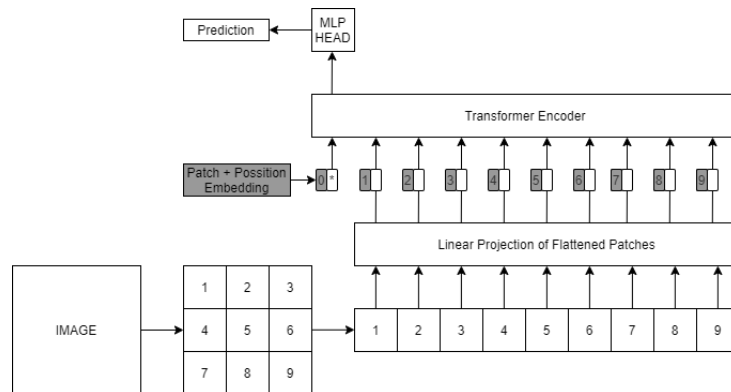 Prediction
MLP
HEAD
Transformer Encoder
Patch + Possition
Embedding
0 * 1 2 3 4 5 6 7 8 9
Linear Projection of Flattened Patches
IMAGE
1 2 3
4 5 6
7 8 9
1 2 3 4 5 6 7 8 9